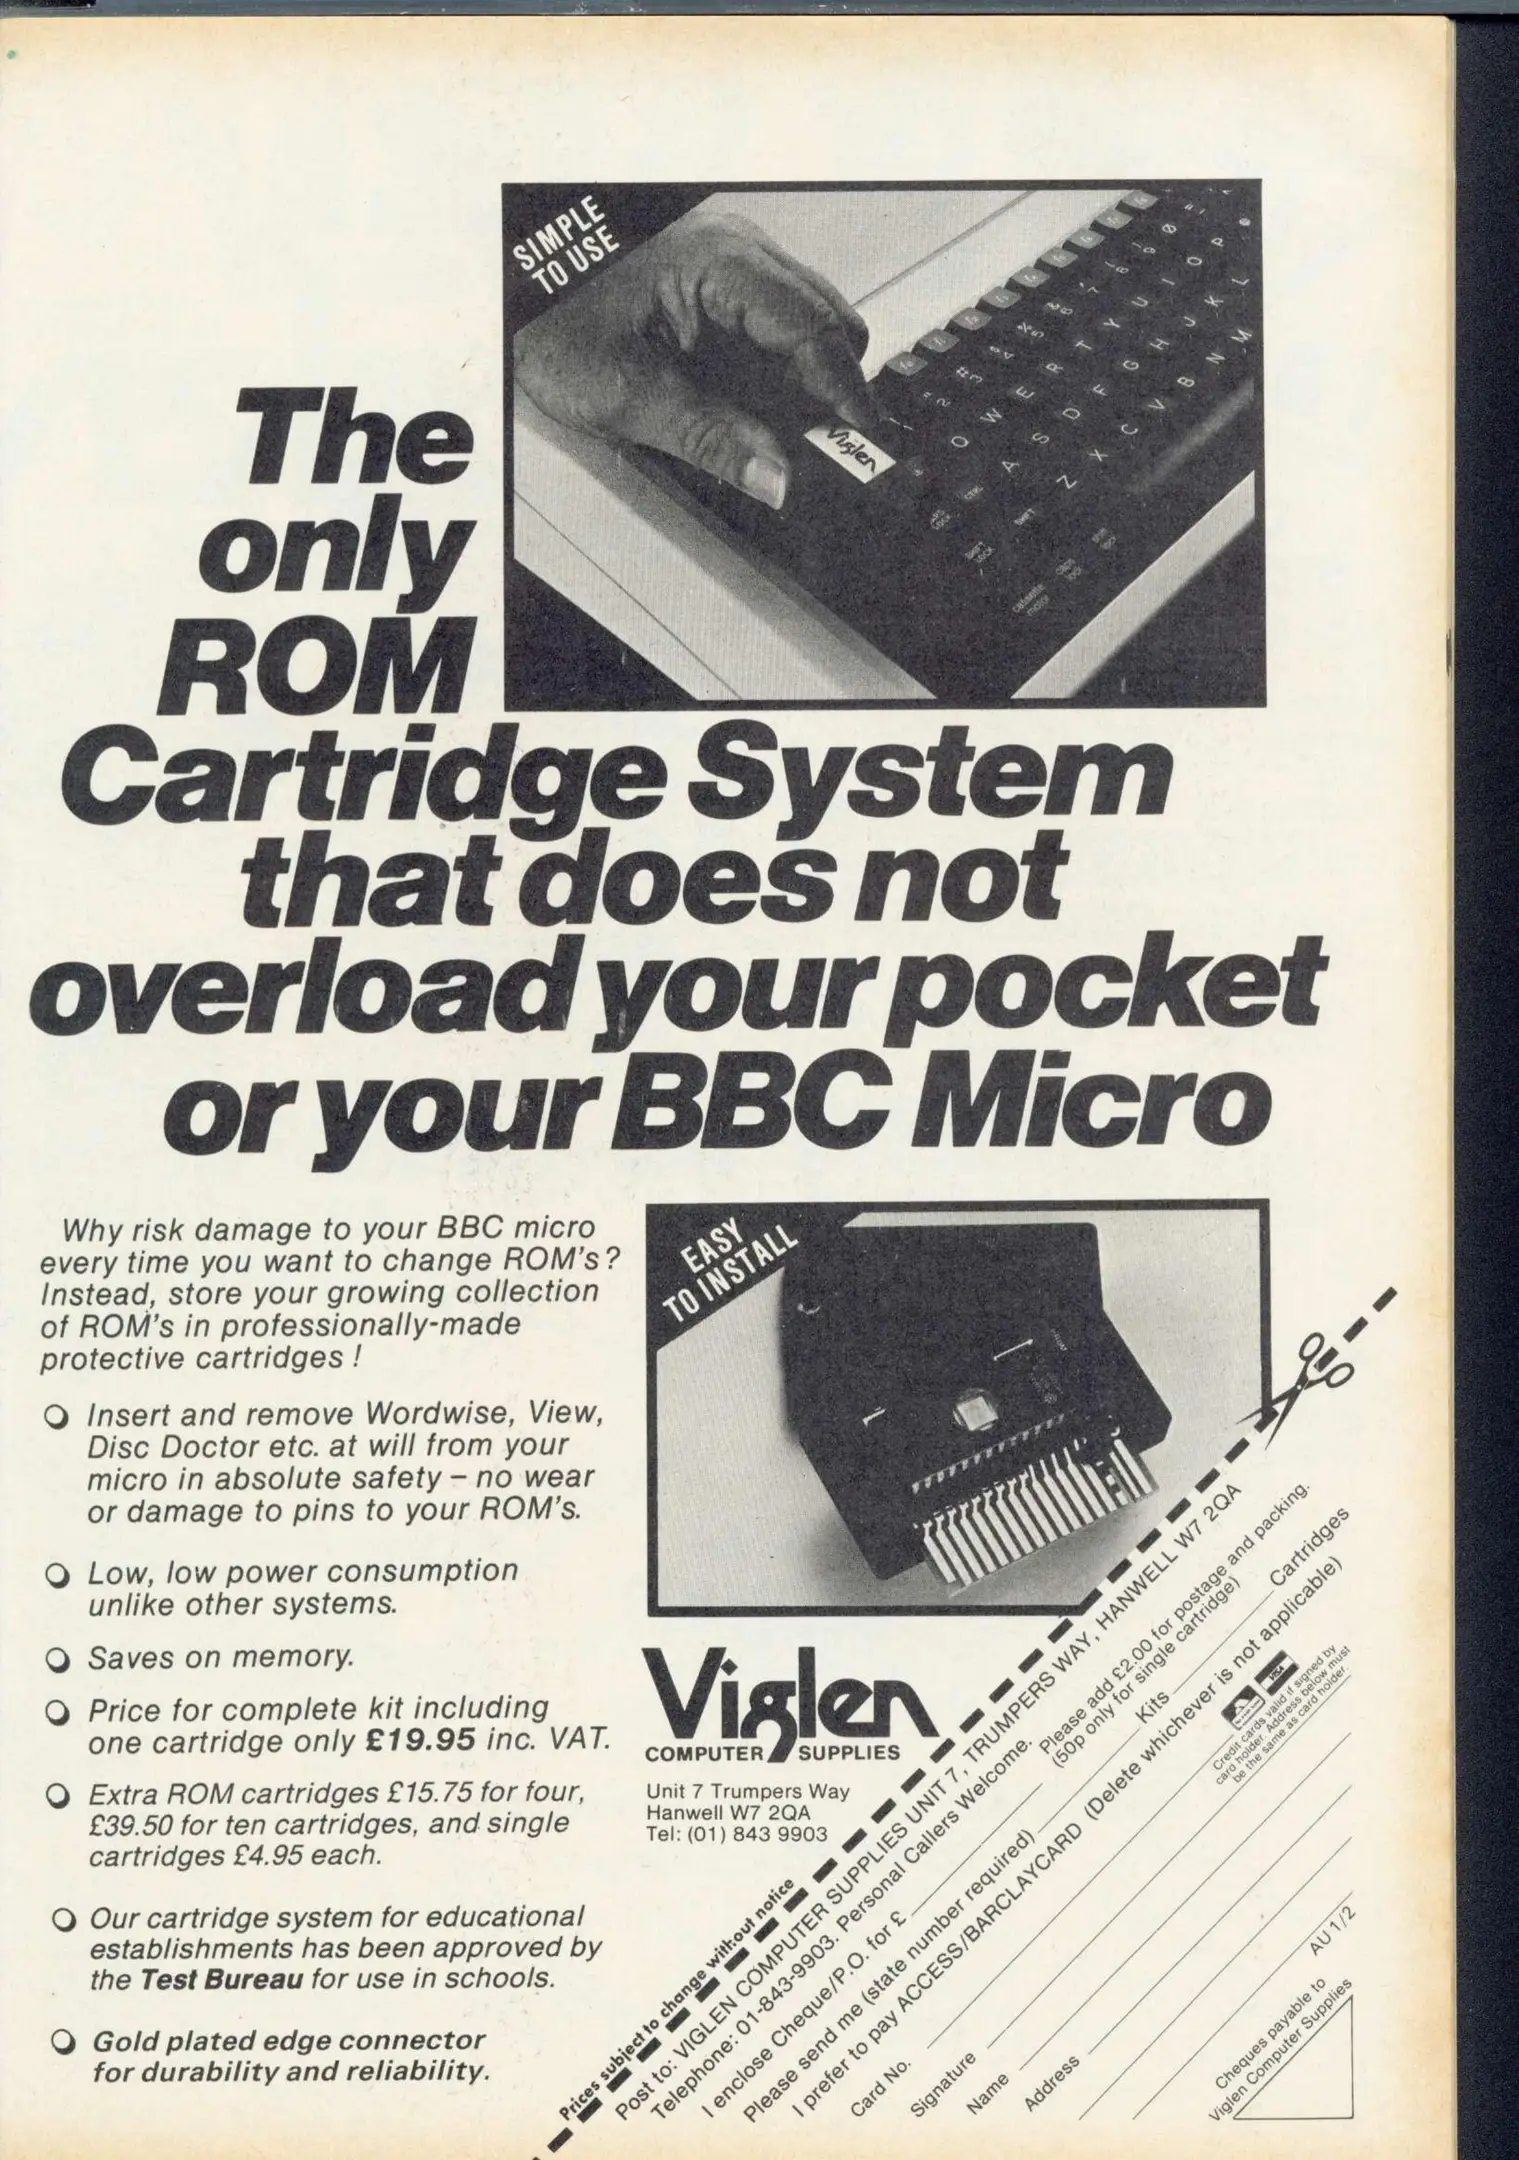 SIMPLE
TO USE
Viglen
The
only
ROM
Cartridge System
that does not
overload your pocket
or your BBC Micro
Why risk damage to your BBC micro
every time you want to change ROM's?
Instead, store your growing collection
of ROM's in professionally-made
protective cartridges !
Insert and remove Wordwise, View,
Disc Doctor etc. at will from your
micro in absolute safety – no wear
or damage to pins to your ROM's.
Low, low power consumption
unlike other systems.
Saves on memory.
Price for complete kit including
one cartridge only £19.95 inc. VAT.
Extra ROM cartridges £15.75 for four,
£39.50 for ten cartridges, and single
cartridges £4.95 each.
Our cartridge system for educational
establishments has been approved by
the Test Bureau for use in schools.
Gold plated edge connector
for durability and reliability.
EASY
TO INSTALL
Viglen
COMPUTER SUPPLIES
Unit 7 Trumpers Way
Hanwell W7 2QA
Tel: (01) 843 9903
Prices subject to change without notice
Post to: VIGLEN COMPUTER SUPPLIES UNIT 7, TRUMPERS WAY, HANWELL W7 2QA
Telephone: 01-843-9903. Personal Callers Welcome.
Please add £2.00 for postage and packing.
(50p only for single cartridge)
I enclose Cheque/P.O. for £
Please send me (state number required) Kits Cartridges
I prefer to pay ACCESS/BARCLAYCARD (Delete whichever is not applicable)
Card No.
VISA
Credit cards valid if signed by
card holder. Address below must
be the same as card holder.
Signature
Name
Address
AU 1/2
Cheques payable to
Viglen Computer Supplies